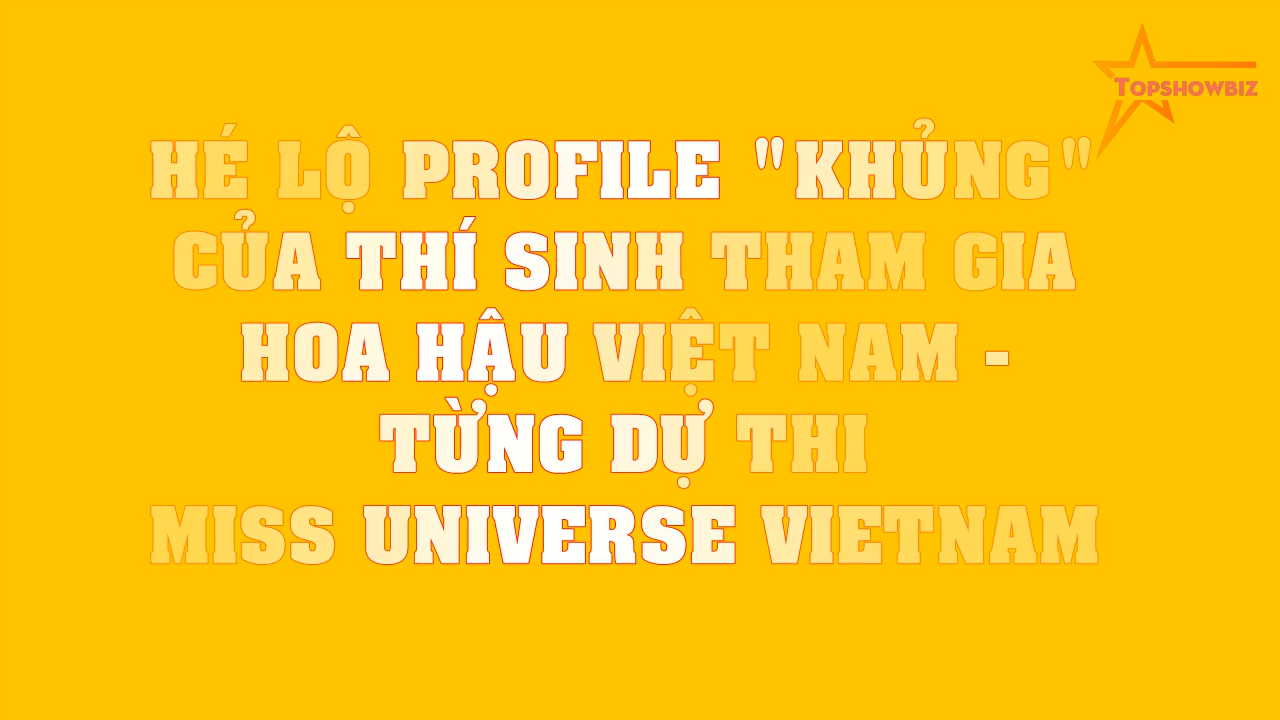 TOPSHOWBIZ
HÉ LỘ PROFILE "KHỦNG"
CỦA THÍ SINH THAM GIA
HOA HẬU VIỆT NAM -
TỪNG DỰ THI
MISS UNIVERSE VIETNAM